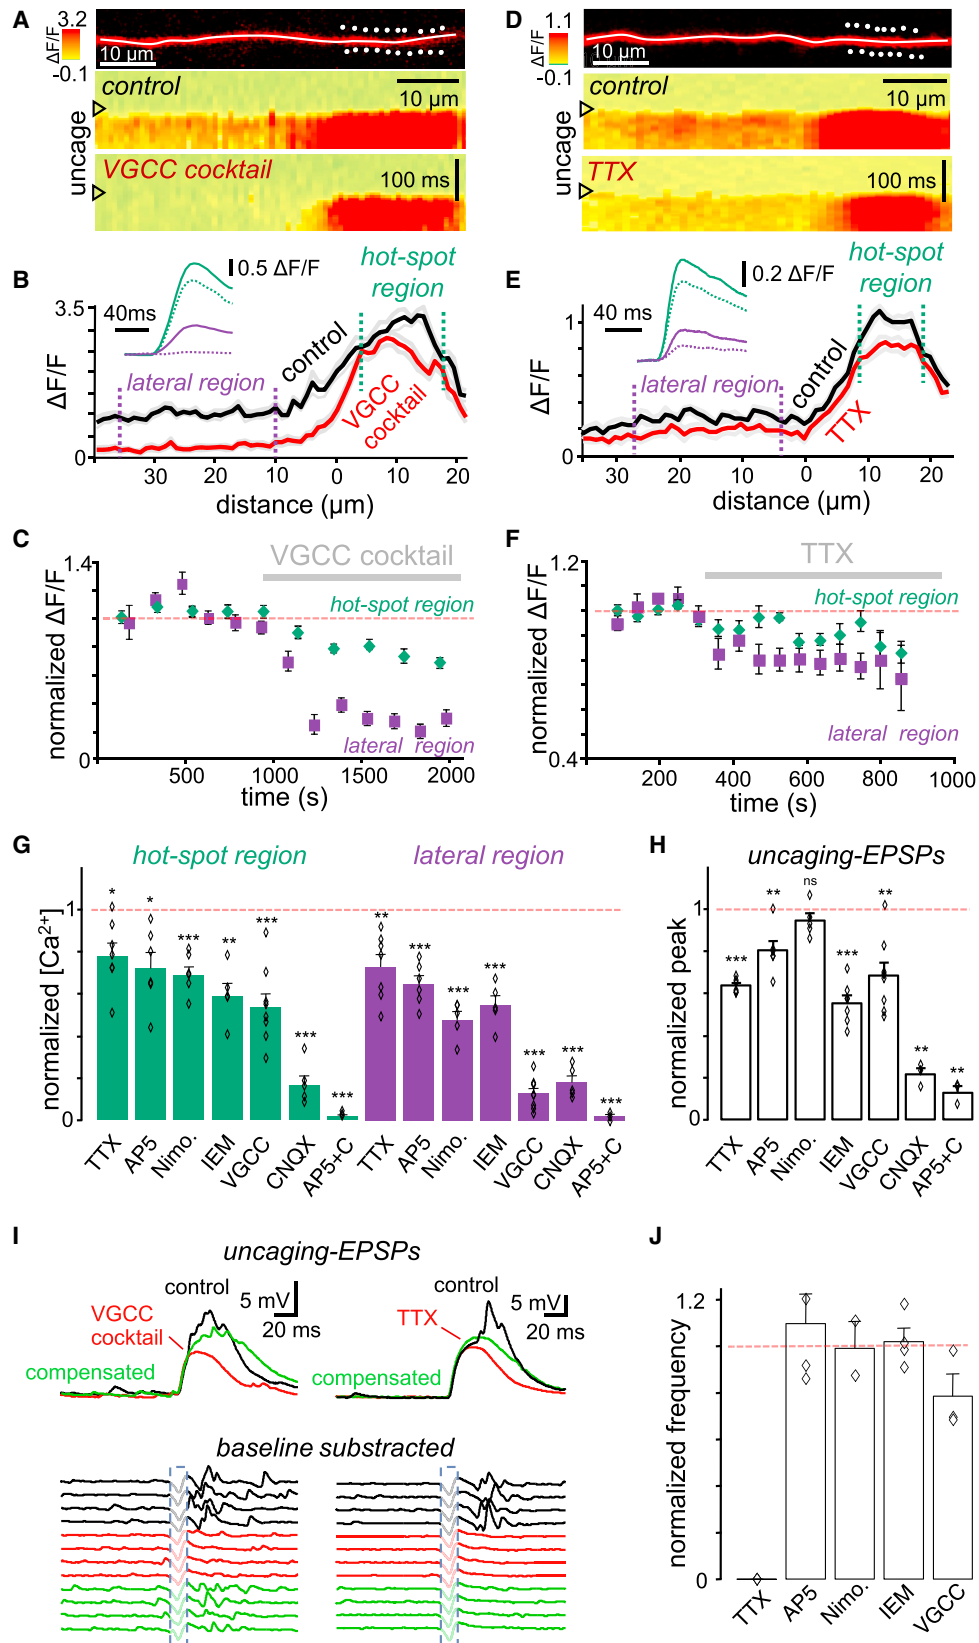 A
3.2
ΔF/F
-0.1
10 µm
control
10 µm
uncage
VGCC cocktail
100 ms
D
1.1
ΔF/F
-0.1
10 µm
control
10 µm
uncage
TTX
100 ms
B
0.5 ΔF/F
hot-spot
region
3.5
40ms
control
ΔF/F
lateral region
VGCC
cocktail
0
30
20
10
0
10
20
distance (µm)
E
0.2 ΔF/F
hot-spot
region
1
40 ms
control
ΔF/F
lateral region
TTX
0
30
20
10
0
10
20
distance (µm)
C
VGCC cocktail
1.4
hot-spot region
normalized ΔF/F
lateral region
0
500
1000
1500
2000
time (s)
F
TTX
1.2
hot-spot region
normalized ΔF/F
lateral region
0.4
200
400
600
800
1000
time (s)
G
hot-spot region
lateral region
1
normalized [Ca2+]
0
* * *** ** *** *** ***
** *** *** *** *** *** ***
TTX
AP5
Nimo.
IEM
VGCC
CNQX
AP5+C
TTX
AP5
Nimo.
IEM
VGCC
CNQX
AP5+C
H
uncaging-EPSPs
1
normalized peak
0
*** ** ns *** ** ** **
TTX
AP5
Nimo.
IEM
VGCC
CNQX
AP5+C
I
uncaging-EPSPs
control
VGCC
cocktail
5 mV
20 ms
compensated
control
TTX
5 mV
20 ms
compensated
baseline substracted
J
1.2
normalized frequency
0
TTX
AP5
Nimo.
IEM
VGCC